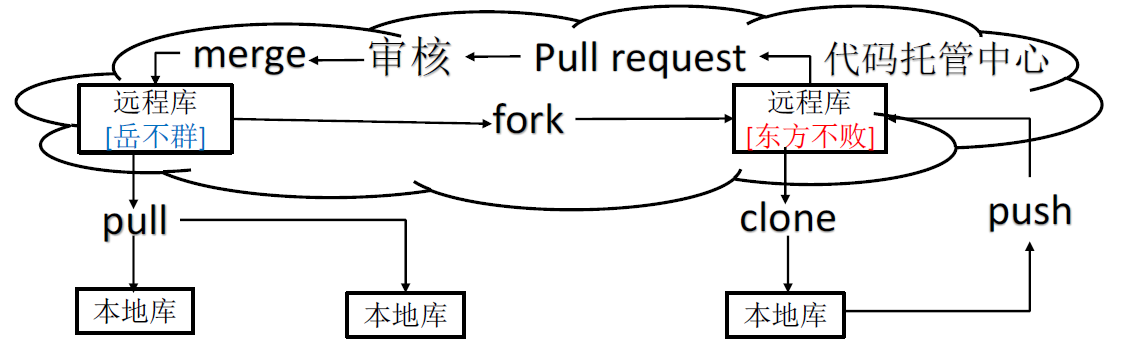 merge
审核
Pull request
代码托管中心
远程库
[岳不群]
fork
远程库
[东方不败]
pull
clone
push
本地库
本地库
本地库